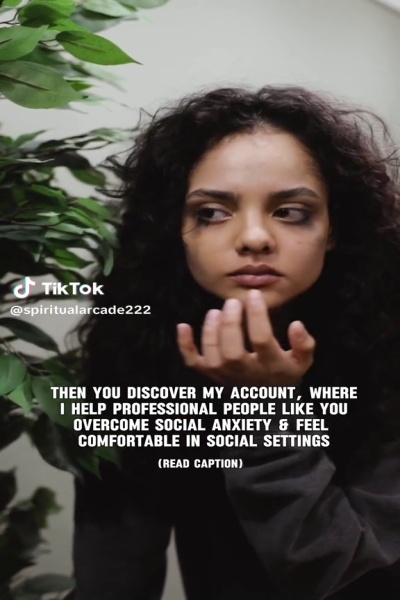 TikTok
@spiritualarcade222
THEN YOU DISCOVER MY ACCOUNT, WHERE
I HELP PROFESSIONAL PEOPLE LIKE YOU
OVERCOME SOCIAL ANXIETY & FEEL
COMFORTABLE IN SOCIAL SETTINGS
(READ CAPTION)